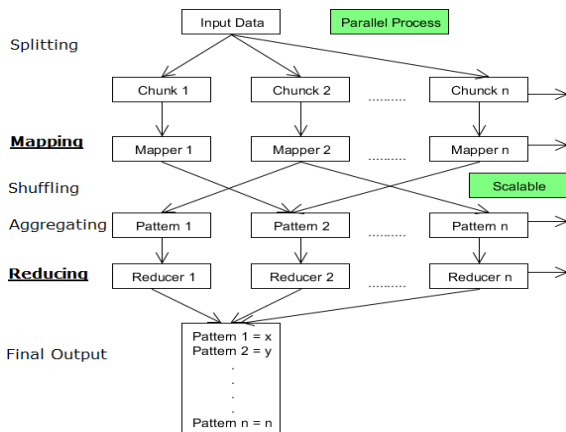 Input Data
Parallel Process
Splitting
Chunk 1
Chunck 2
..........
Chunck n
Mapping
Mapper 1
Mapper 2
..........
Mapper n
Shuffling
Scalable
Aggregating
Pattern 1
Pattern 2
..........
Pattern n
Reducing
Reducer 1
Reducer 2
..........
Reducer n
Final Output
Pattern 1 = x
Pattern 2 = y
.
.
.
.
Pattern n = n